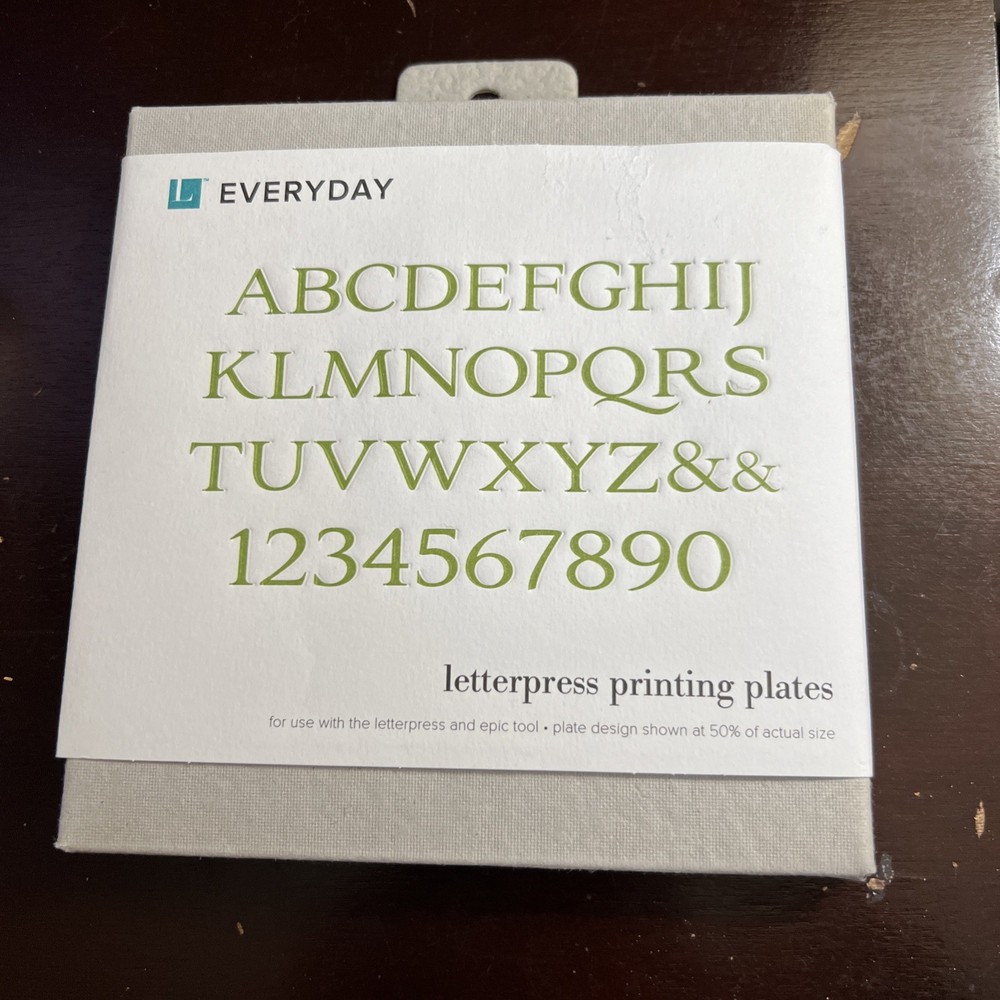 L™ EVERYDAY
ABCDEFGHIJ
KLMNOPQRS
TUVWXYZ&&
1234567890
letterpress printing plates
for use with the letterpress and epic tool • plate design shown at 50% of actual size